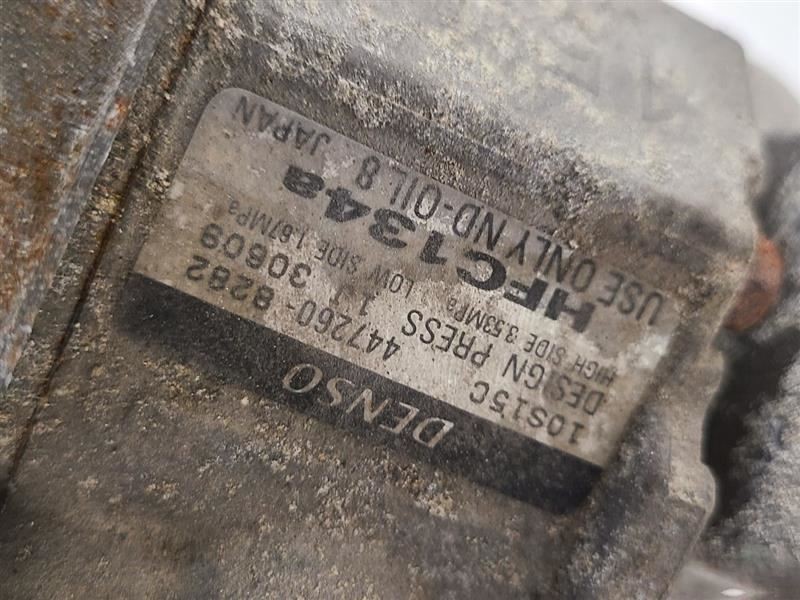 DENSO
10S15C 447260-8282
DESIGN PRESS 1 1 30609
HIGH SIDE 3.53MPa LOW SIDE 1.67MPa
HFC134a
USE ONLY ND-OIL 8 JAPAN